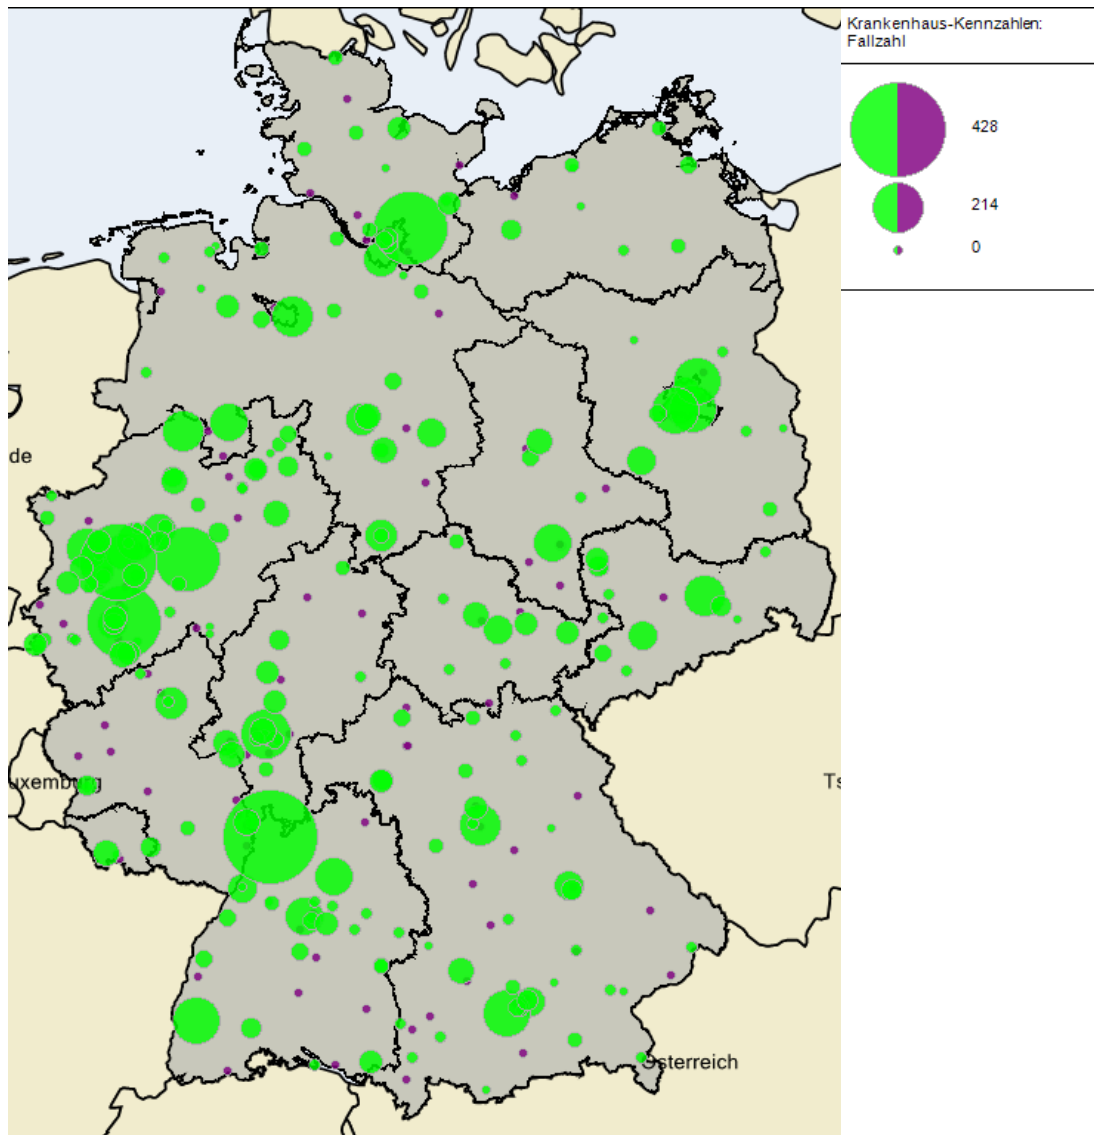 Krankenhaus-Kennzahlen:
Fallzahl
428
214
0
de
uxemburg
Ts
Österreich